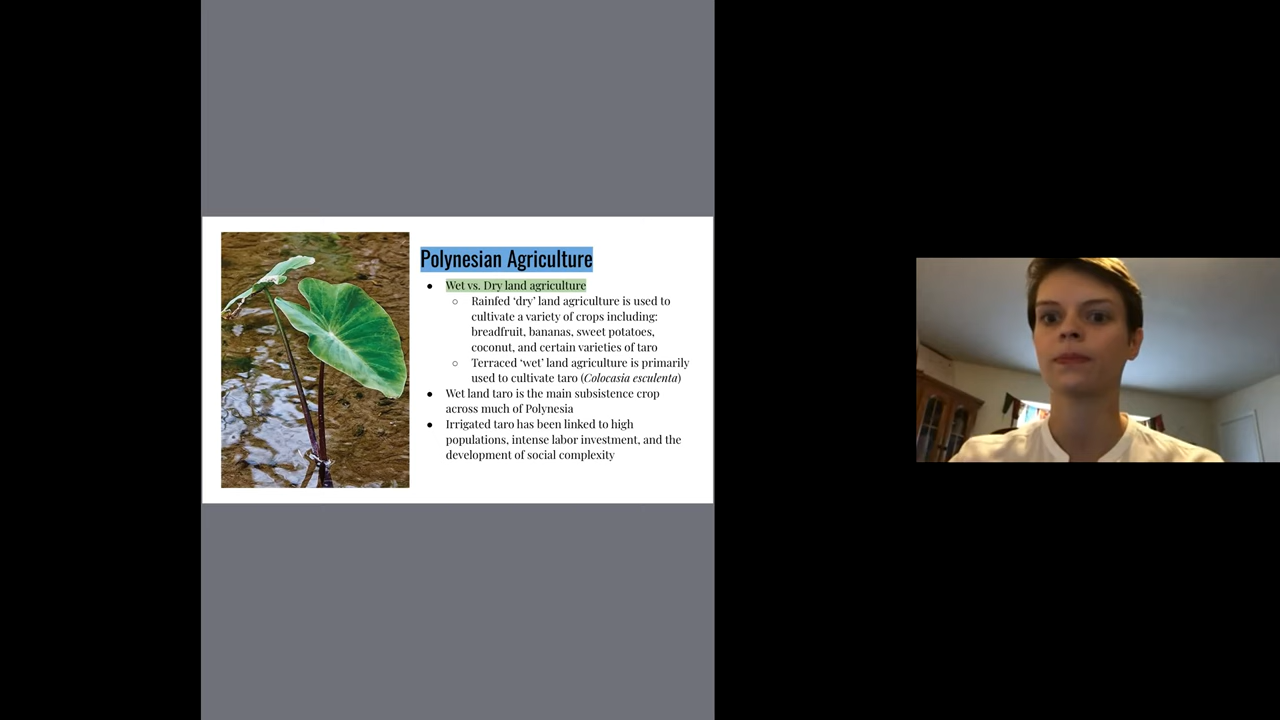 Polynesian Agriculture
● Wet vs. Dry land agriculture
○ Rainfed ‘dry’ land agriculture is used to
cultivate a variety of crops including:
breadfruit, bananas, sweet potatoes,
coconut, and certain varieties of taro
○ Terraced ‘wet’ land agriculture is primarily
used to cultivate taro (Colocasia esculenta)
● Wet land taro is the main subsistence crop
across much of Polynesia
● Irrigated taro has been linked to high
populations, intense labor investment, and the
development of social complexity